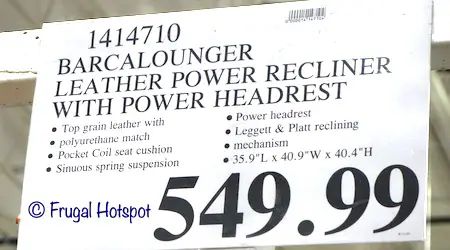 1414710
BARCALOUNGER
LEATHER POWER RECLINER
WITH POWER HEADREST
• Top grain leather with
• polyurethane match
• Pocket Coil seat cushion
• Sinuous spring suspension
• Power headrest
• Leggett & Platt reclining
• mechanism
• 35.9"L x 40.9"W x 40.4"H
549.99
© Frugal Hotspot